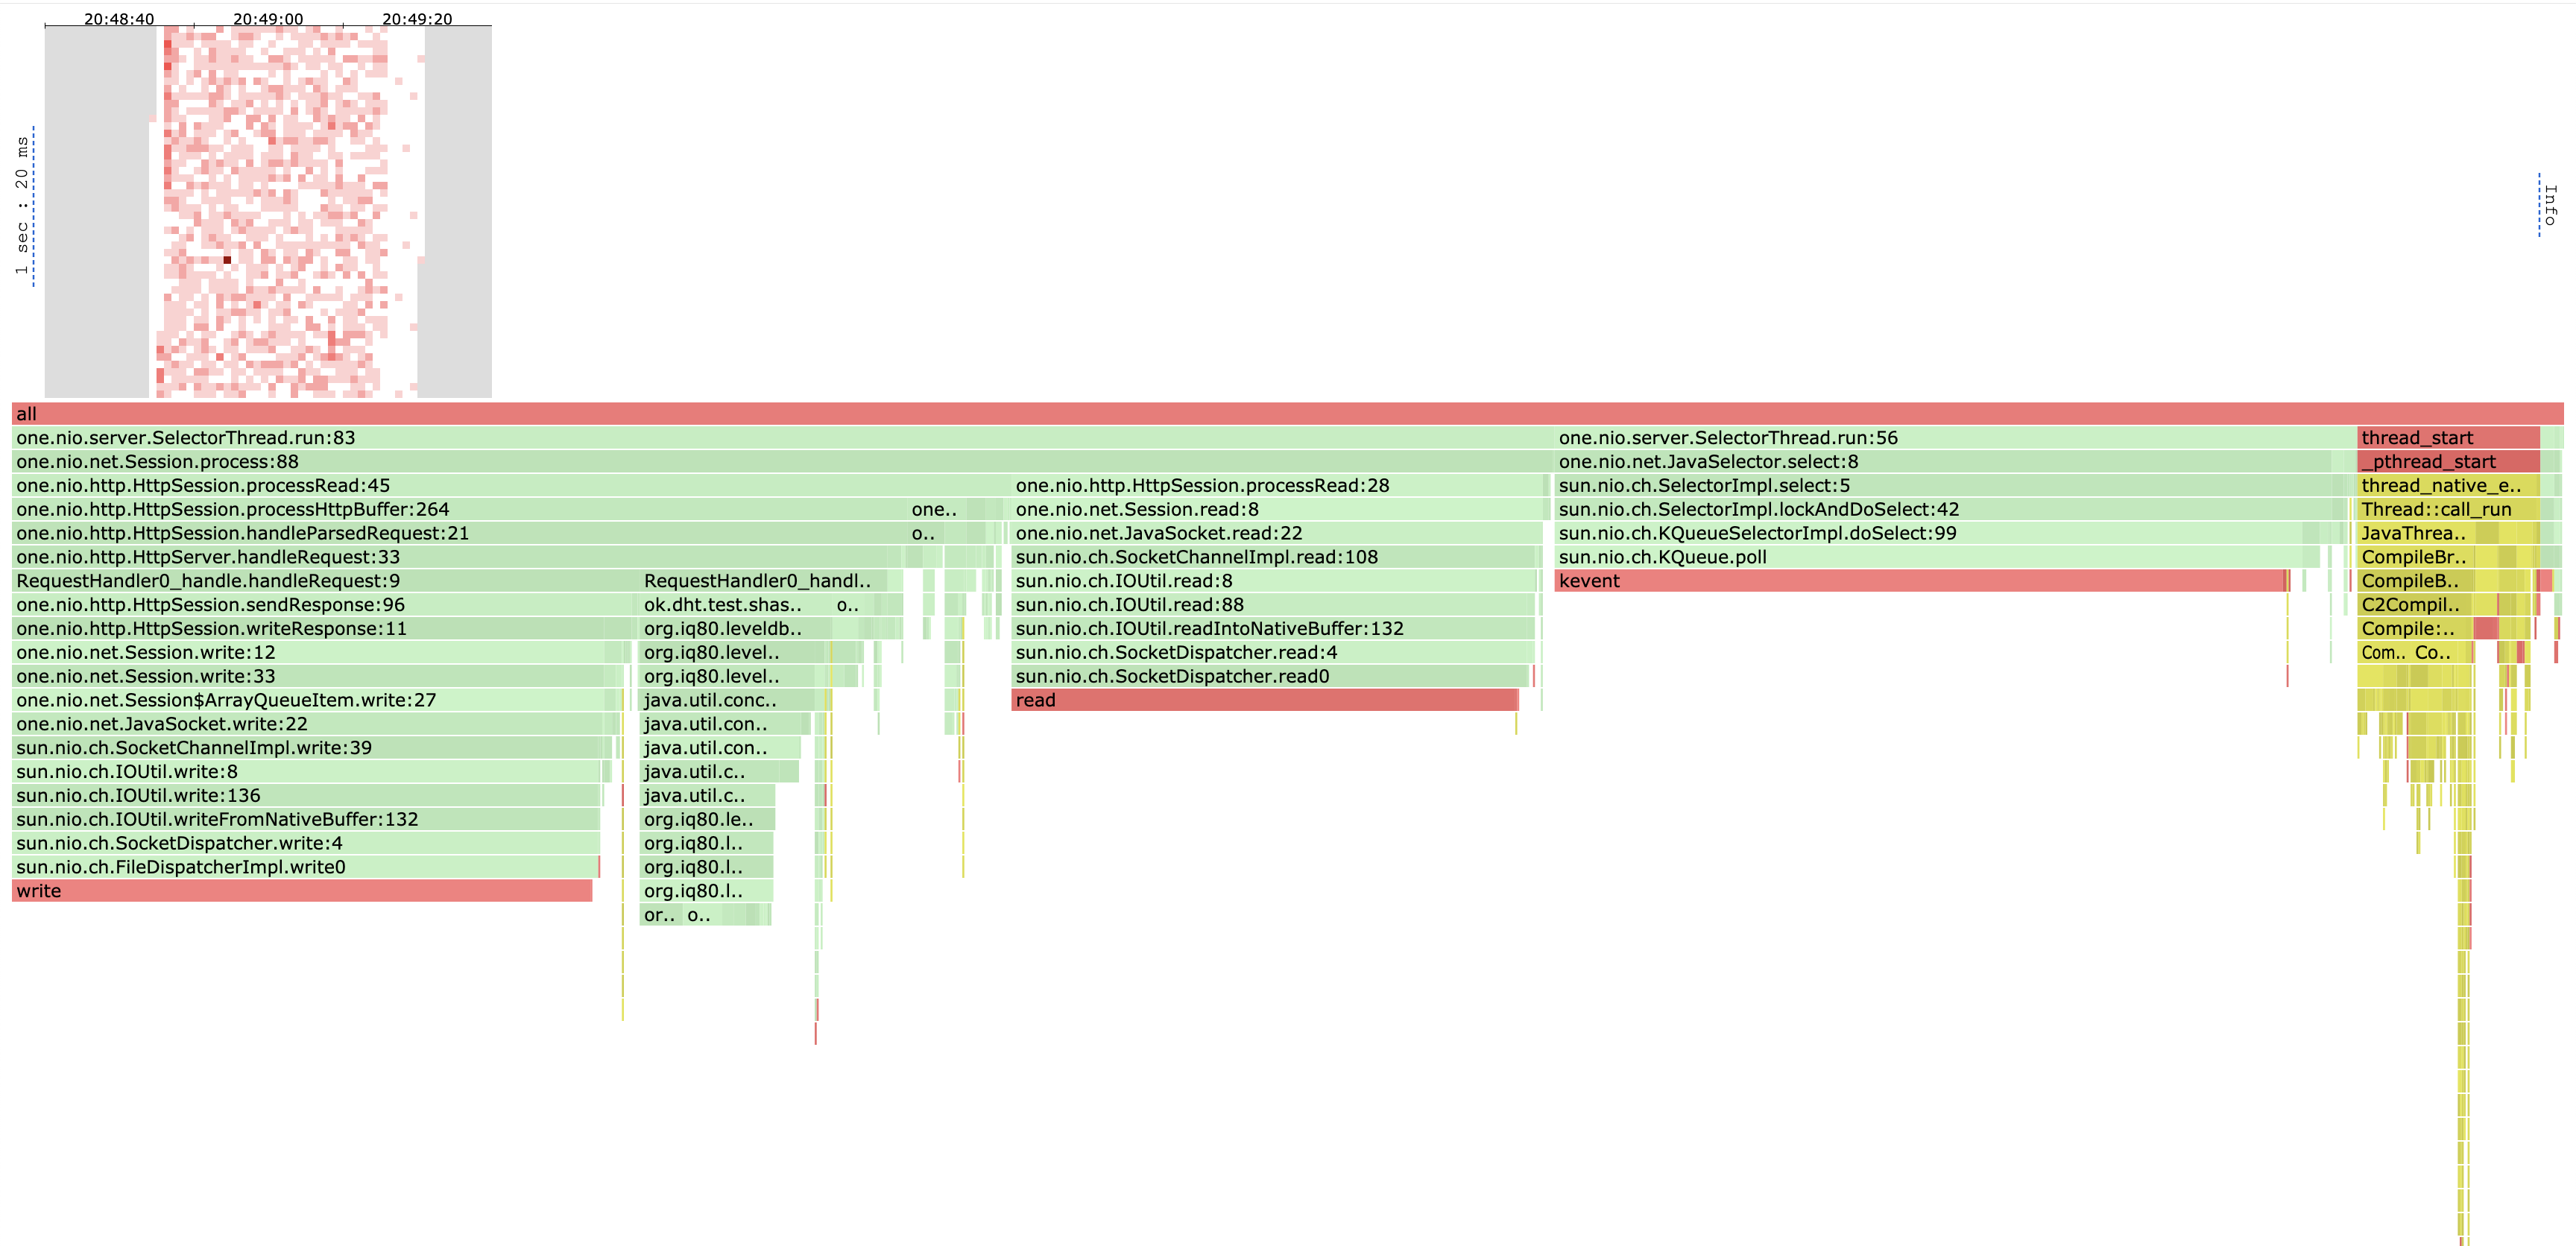 20:48:40 20:49:00 20:49:20
1 sec : 20 ms
Info
all
one.nio.server.SelectorThread.run:83 one.nio.server.SelectorThread.run:56 thread_start
one.nio.net.Session.process:88 one.nio.net.JavaSelector.select:8 _pthread_start
one.nio.http.HttpSession.processRead:45 one.nio.http.HttpSession.processRead:28 sun.nio.ch.SelectorImpl.select:5 thread_native_e..
one.nio.http.HttpSession.processHttpBuffer:264 one.. one.nio.net.Session.read:8 sun.nio.ch.SelectorImpl.lockAndDoSelect:42 Thread::call_run
one.nio.http.HttpSession.handleParsedRequest:21 o.. one.nio.net.JavaSocket.read:22 sun.nio.ch.KQueueSelectorImpl.doSelect:99 JavaThrea..
one.nio.http.HttpServer.handleRequest:33 sun.nio.ch.SocketChannelImpl.read:108 sun.nio.ch.KQueue.poll CompileBr..
RequestHandler0_handle.handleRequest:9 RequestHandler0_handl.. sun.nio.ch.IOUtil.read:8 kevent CompileB..
one.nio.http.HttpSession.sendResponse:96 ok.dht.test.shas.. o.. sun.nio.ch.IOUtil.read:88 C2Compil..
one.nio.http.HttpSession.writeResponse:11 org.iq80.leveldb.. sun.nio.ch.IOUtil.readIntoNativeBuffer:132 Compile:..
one.nio.net.Session.write:12 org.iq80.level.. sun.nio.ch.SocketDispatcher.read:4 Com.. Co..
one.nio.net.Session.write:33 org.iq80.level.. sun.nio.ch.SocketDispatcher.read0
one.nio.net.Session$ArrayQueueItem.write:27 java.util.conc.. read
one.nio.net.JavaSocket.write:22 java.util.con..
sun.nio.ch.SocketChannelImpl.write:39 java.util.con..
sun.nio.ch.IOUtil.write:8 java.util.c..
sun.nio.ch.IOUtil.write:136 java.util.c..
sun.nio.ch.IOUtil.writeFromNativeBuffer:132 org.iq80.le..
sun.nio.ch.SocketDispatcher.write:4 org.iq80.l..
sun.nio.ch.FileDispatcherImpl.write0 org.iq80.l..
write org.iq80.l..
or.. o..